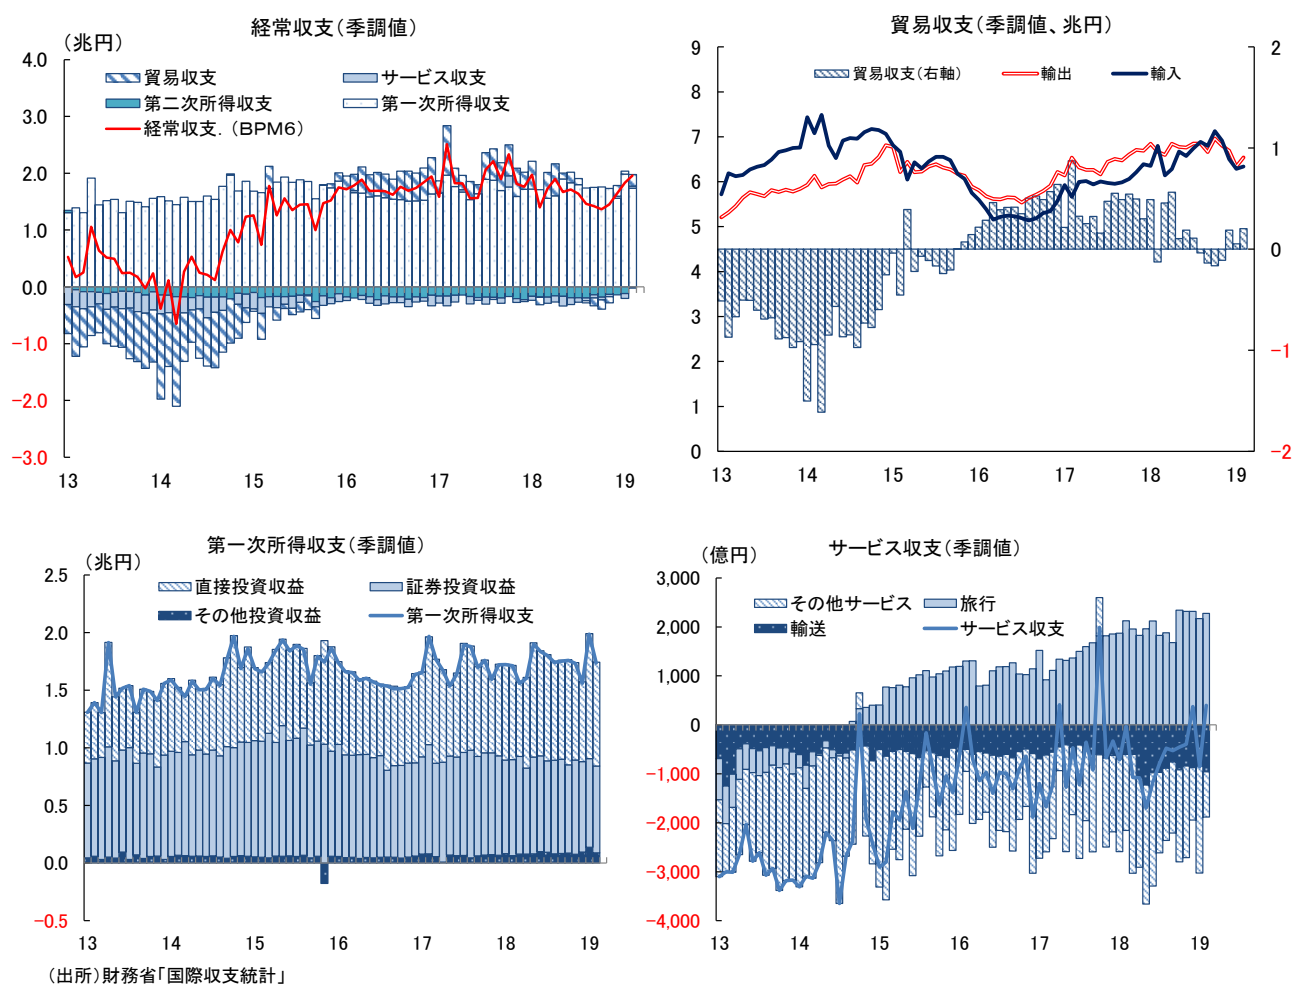 経常収支（季調値）
（兆円）
4.0
3.0
2.0
1.0
0.0
−1.0
−2.0
−3.0
貿易収支
サービス収支
第二次所得収支
第一次所得収支
経常収支．（BPM6）
13 14 15 16 17 18 19
貿易収支（季調値、兆円）
9
8
7
6
5
4
3
2
1
0
貿易収支（右軸） 輸出 輸入
2
1
0
−1
−2
13 14 15 16 17 18 19
第一次所得収支（季調値）
（兆円）
2.5
2.0
1.5
1.0
0.5
0.0
−0.5
直接投資収益
証券投資収益
その他投資収益
第一次所得収支
13 14 15 16 17 18 19
サービス収支（季調値）
（億円）
3,000
2,000
1,000
0
−1,000
−2,000
−3,000
−4,000
その他サービス
旅行
輸送
サービス収支
13 14 15 16 17 18 19
（出所）財務省「国際収支統計」